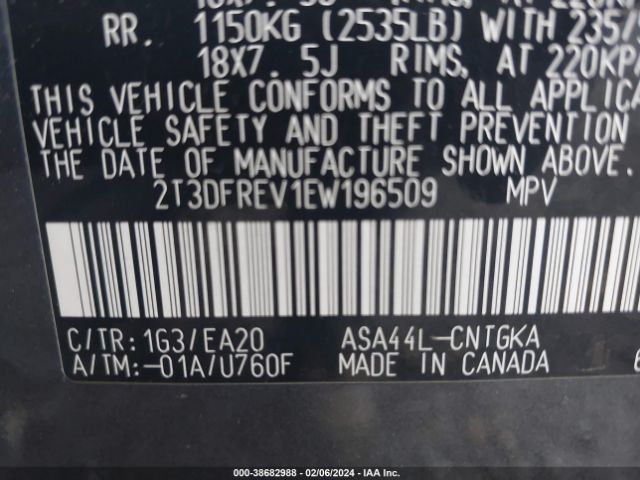 RR. 1150KG (2535LB) WITH 235/
18X7. 5J RIMS, AT 220KPA
THIS VEHICLE CONFORMS TO ALL APPLICA
VEHICLE SAFETY AND THEFT PREVENTION
THE DATE OF MANUFACTURE SHOWN ABOVE.
2T3DFREV1EW196509 MPV
C/TR: 1G3/EA20 ASA44L-CNTGKA
A/TM:-01A/U760F MADE IN CANADA
000-38682988 - 02/06/2024 - IAA Inc.